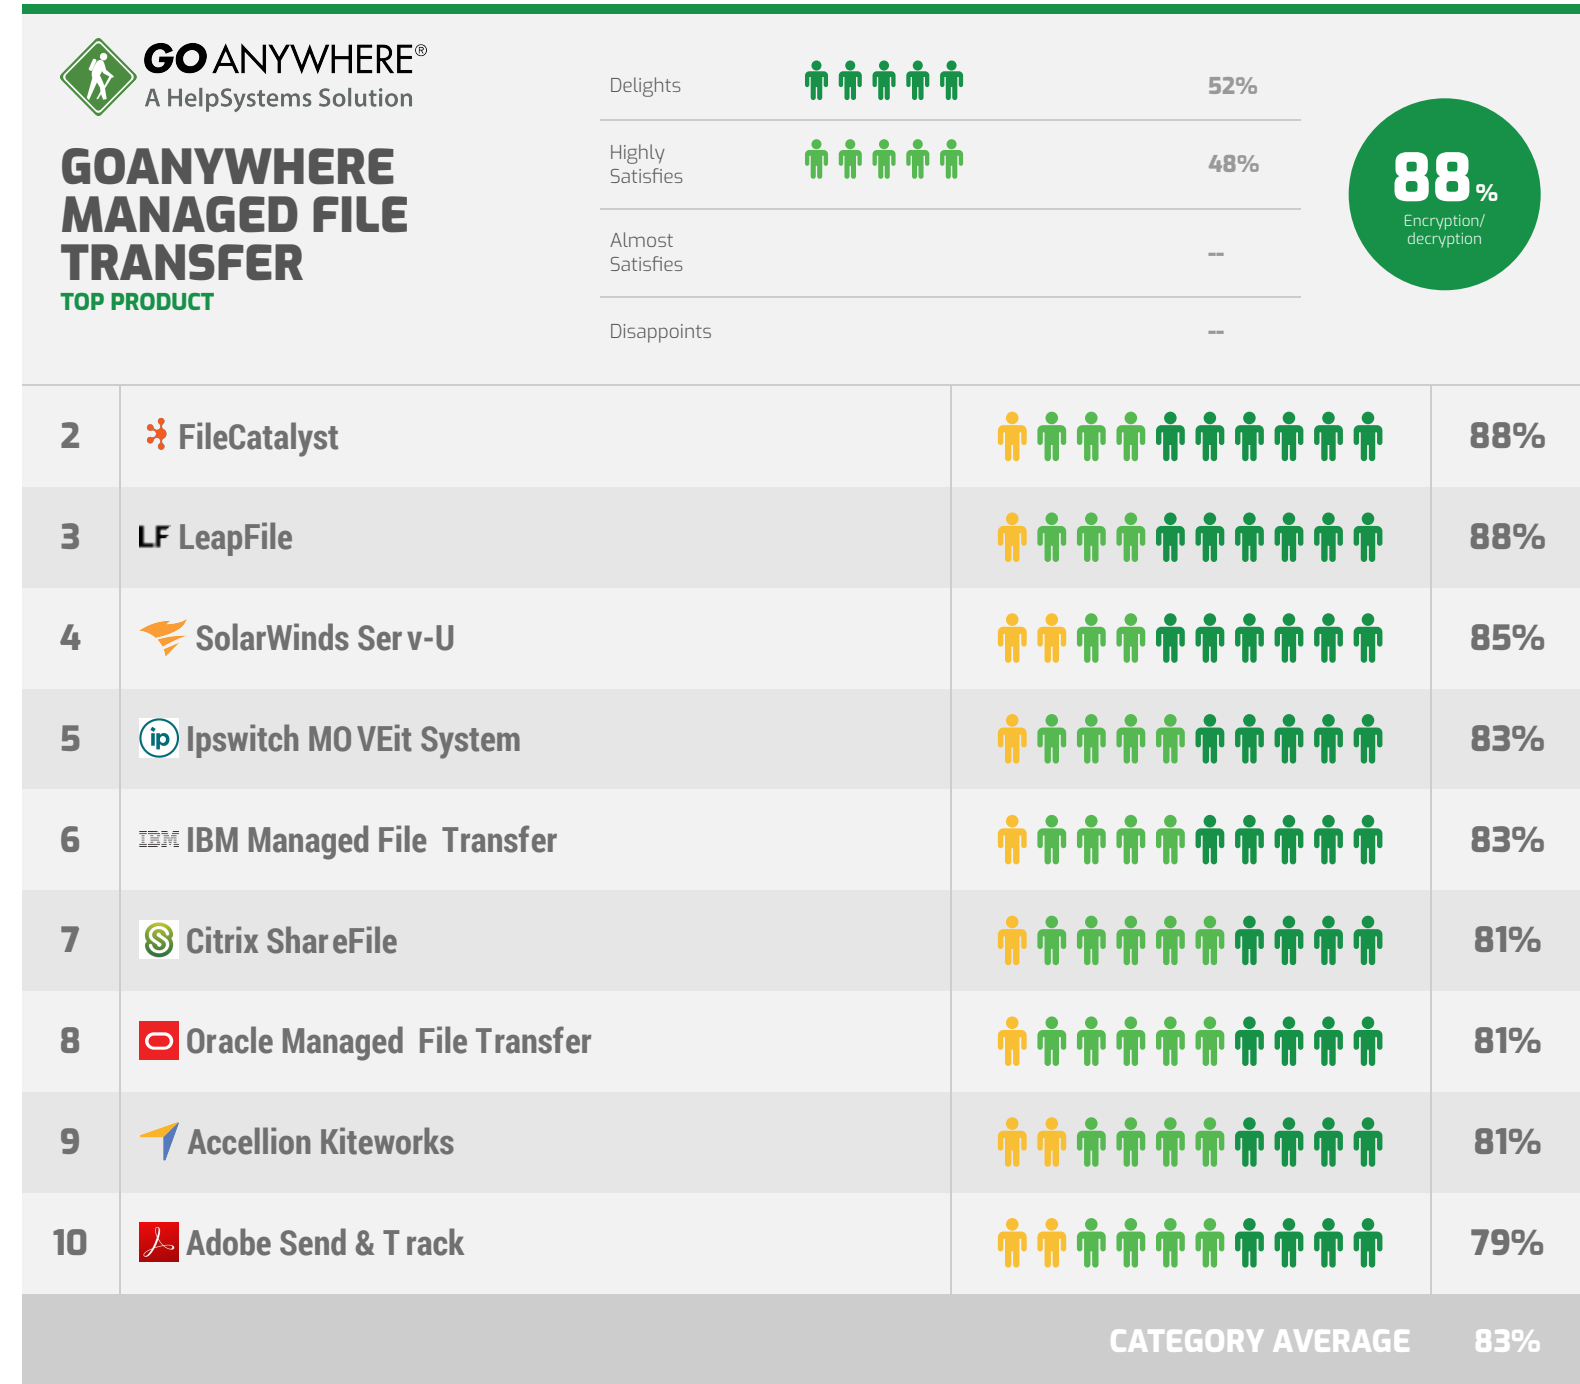 GO ANYWHERE®
A HelpSystems Solution
GOANYWHERE
MANAGED FILE
TRANSFER
TOP PRODUCT
Delights 52%
Highly
Satisfies 48%
Almost
Satisfies --
Disappoints --
88%
Encryption/
decryption
2 FileCatalyst 88%
3 LF LeapFile 88%
4 SolarWinds Serv-U 85%
5 ip Ipswitch MOVEit System 83%
6 IBM IBM Managed File Transfer 83%
7 Citrix ShareFile 81%
8 Oracle Managed File Transfer 81%
9 Accellion Kiteworks 81%
10 Adobe Send & Track 79%
CATEGORY AVERAGE 83%